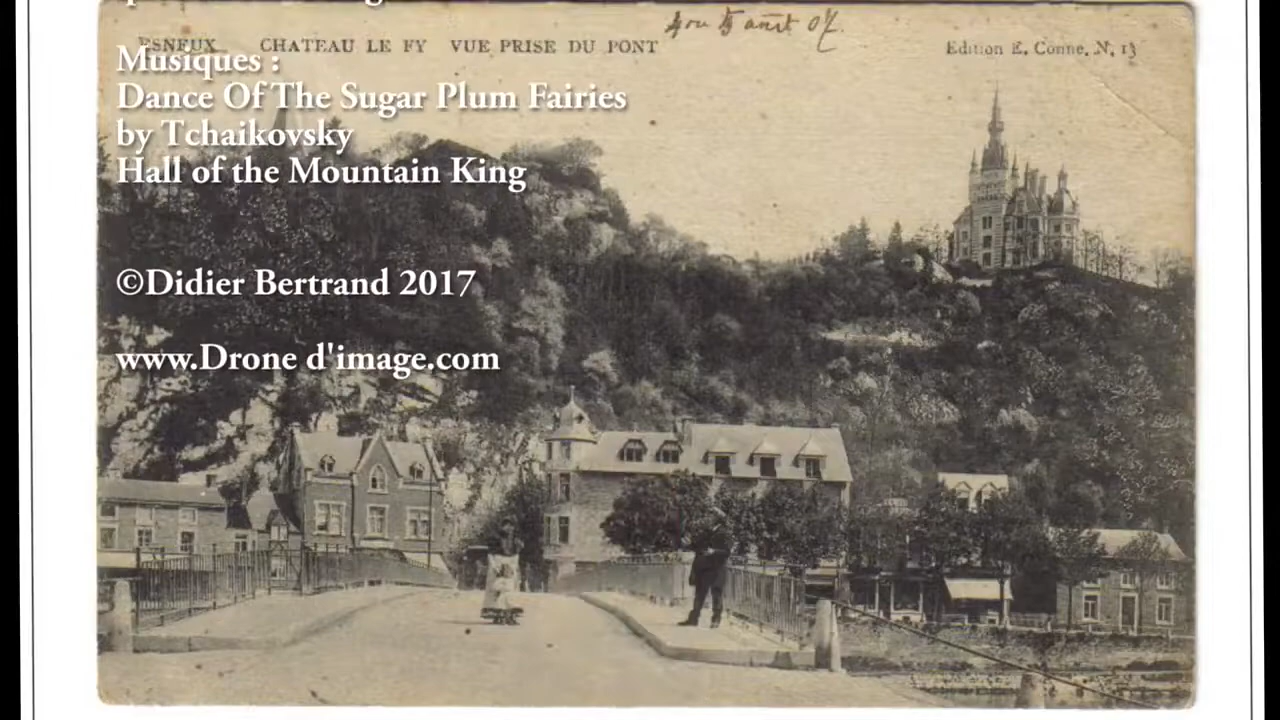 ESNEUX CHATEAU LE FY VUE PRISE DU PONT
Edition E. Conne, N. 13
Musiques :
Dance Of The Sugar Plum Fairies
by Tchaikovsky
Hall of the Mountain King
©Didier Bertrand 2017
www.Drone d'image.com